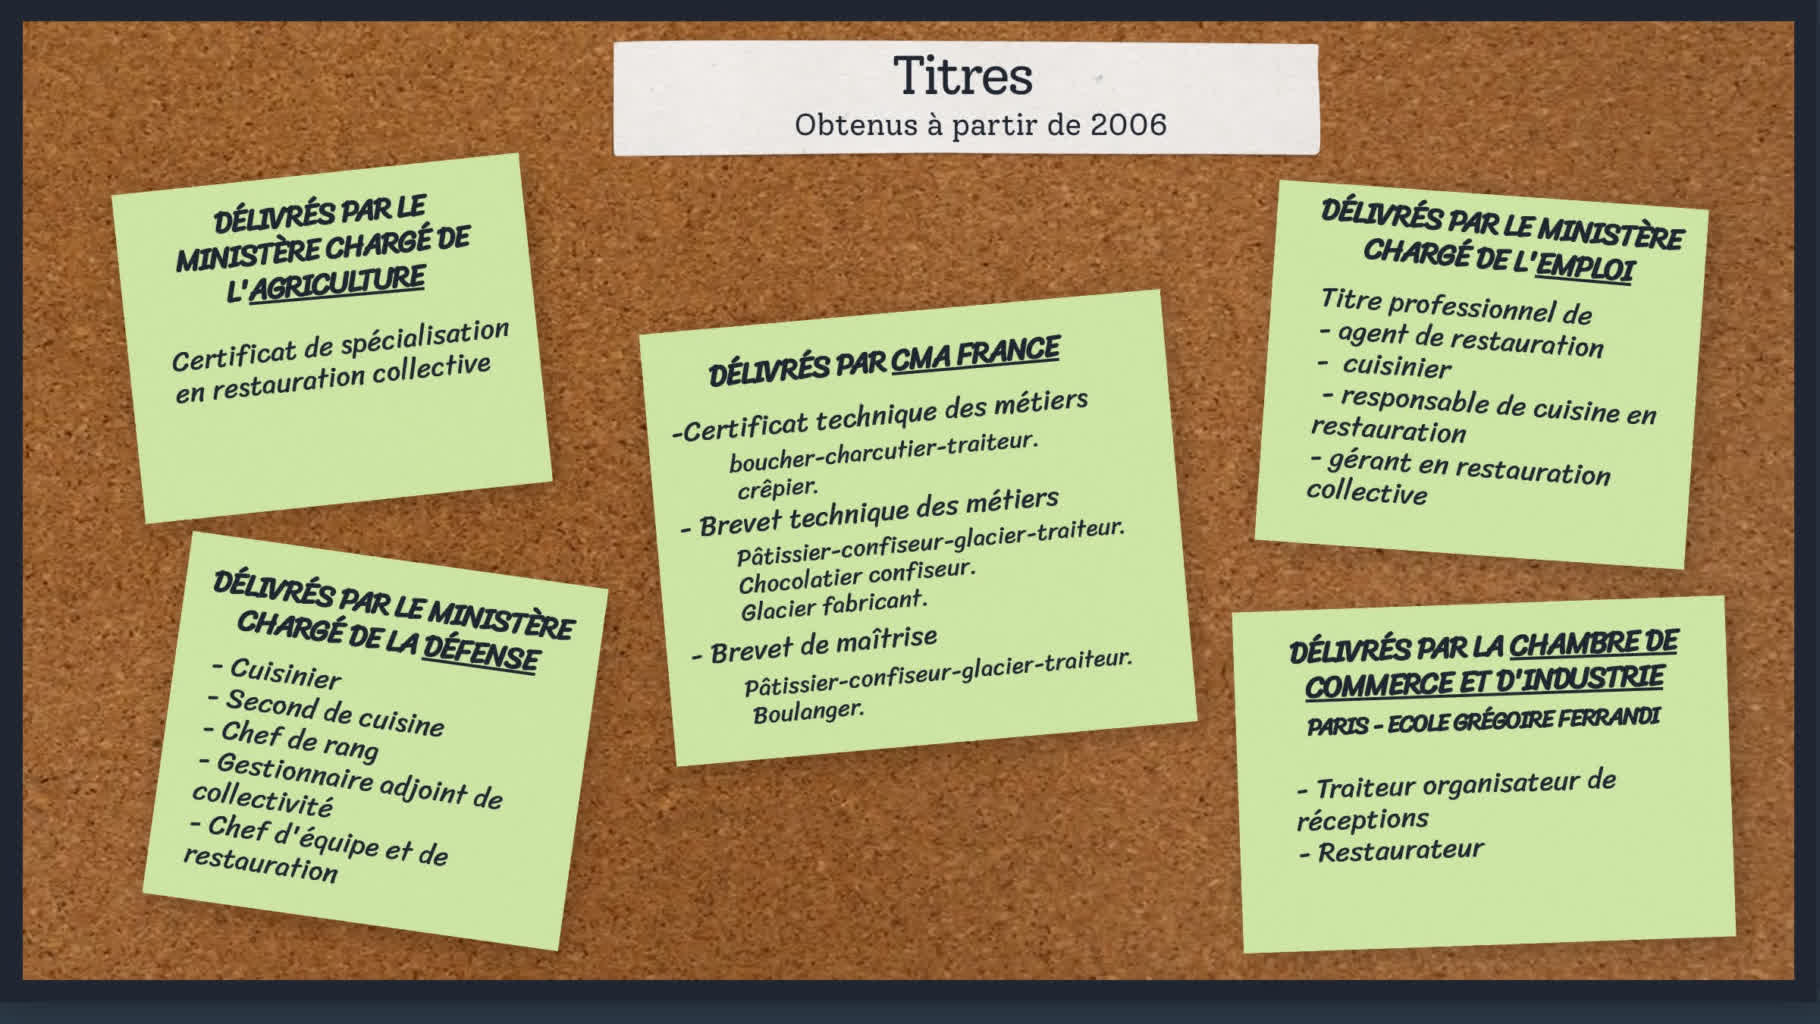 Titres
Obtenus à partir de 2006
DÉLIVRÉS PAR LE
MINISTÈRE CHARGÉ DE
L'AGRICULTURE
Certificat de spécialisation
en restauration collective
DÉLIVRÉS PAR LE MINISTÈRE
CHARGÉ DE LA DÉFENSE
- Cuisinier
- Second de cuisine
- Chef de rang
- Gestionnaire adjoint de
collectivité
- Chef d'équipe et de
restauration
DÉLIVRÉS PAR CMA FRANCE
-Certificat technique des métiers
boucher-charcutier-traiteur.
crêpier.
- Brevet technique des métiers
Pâtissier-confiseur-glacier-traiteur.
Chocolatier confiseur.
Glacier fabricant.
- Brevet de maîtrise
Pâtissier-confiseur-glacier-traiteur.
Boulanger.
DÉLIVRÉS PAR LE MINISTÈRE
CHARGÉ DE L'EMPLOI
Titre professionnel de
- agent de restauration
- cuisinier
- responsable de cuisine en
restauration
- gérant en restauration
collective
DÉLIVRÉS PAR LA CHAMBRE DE
COMMERCE ET D'INDUSTRIE
PARIS - ECOLE GRÉGOIRE FERRANDI
- Traiteur organisateur de
réceptions
- Restaurateur